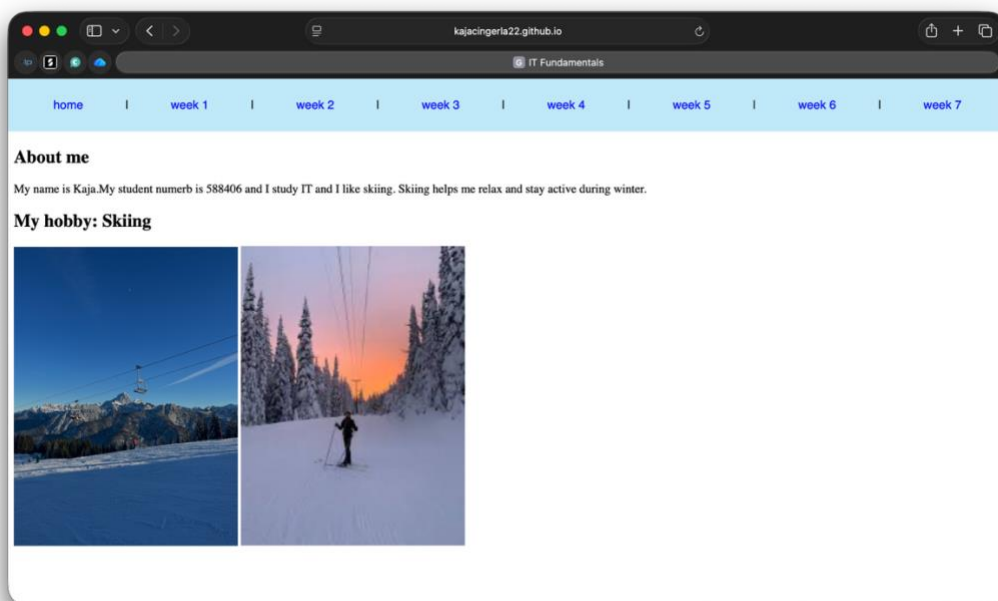 kajacingerla22.github.io
IT Fundamentals
home | week 1 | week 2 | week 3 | week 4 | week 5 | week 6 | week 7
About me
My name is Kaja.My student numerb is 588406 and I study IT and I like skiing. Skiing helps me relax and stay active during winter.
My hobby: Skiing